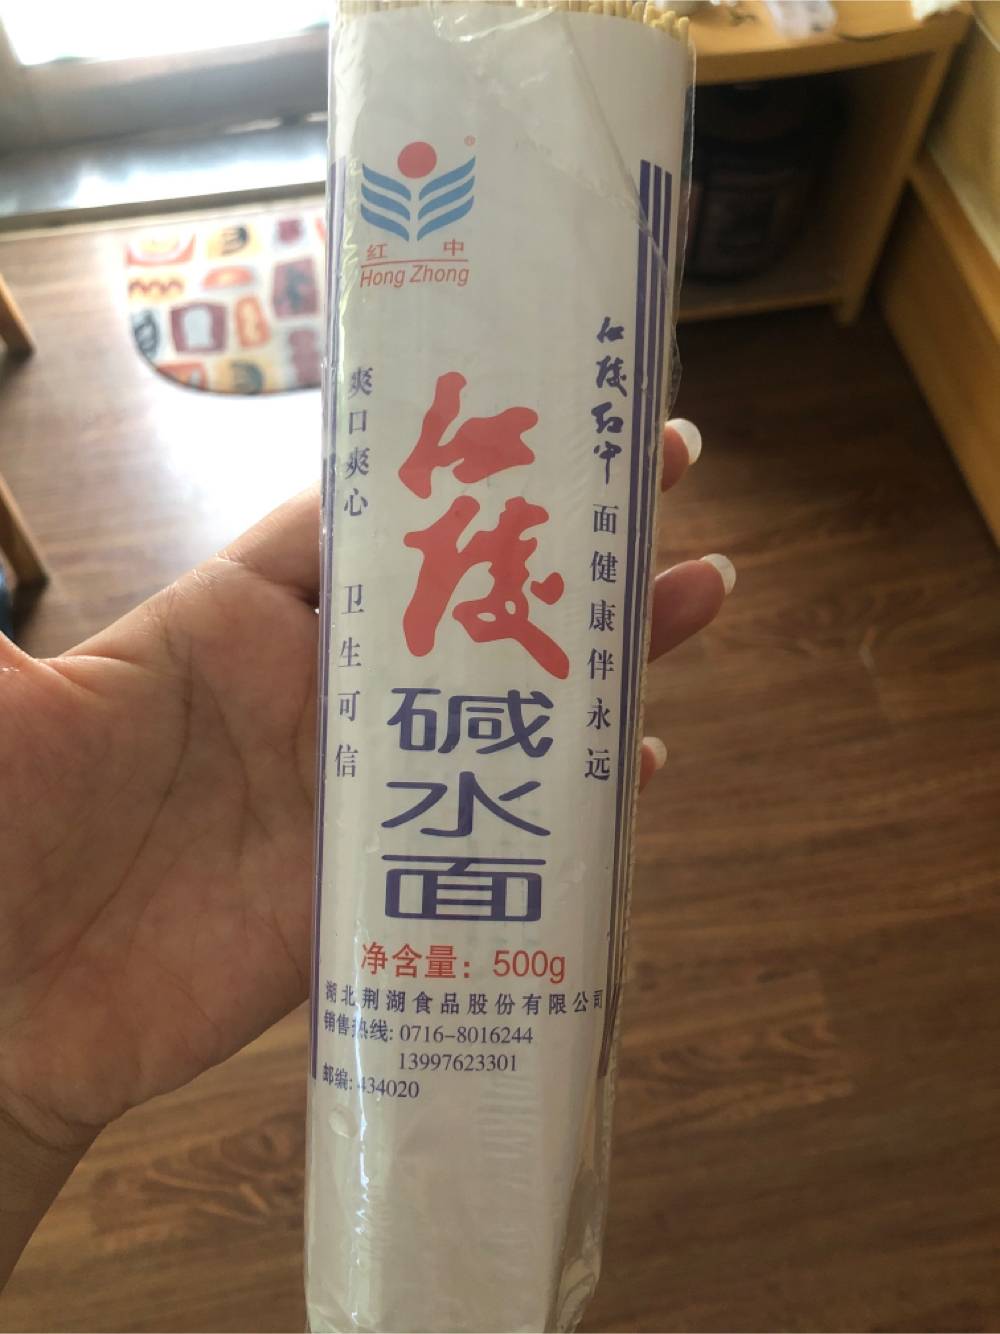 ®
红中
Hong Zhong
爽口爽心 卫生可信
江陵
碱水面
江陵红中面健康伴永远
净含量：500g
湖北荆湖食品股份有限公司
销售热线: 0716-8016244
13997623301
邮编: 434020